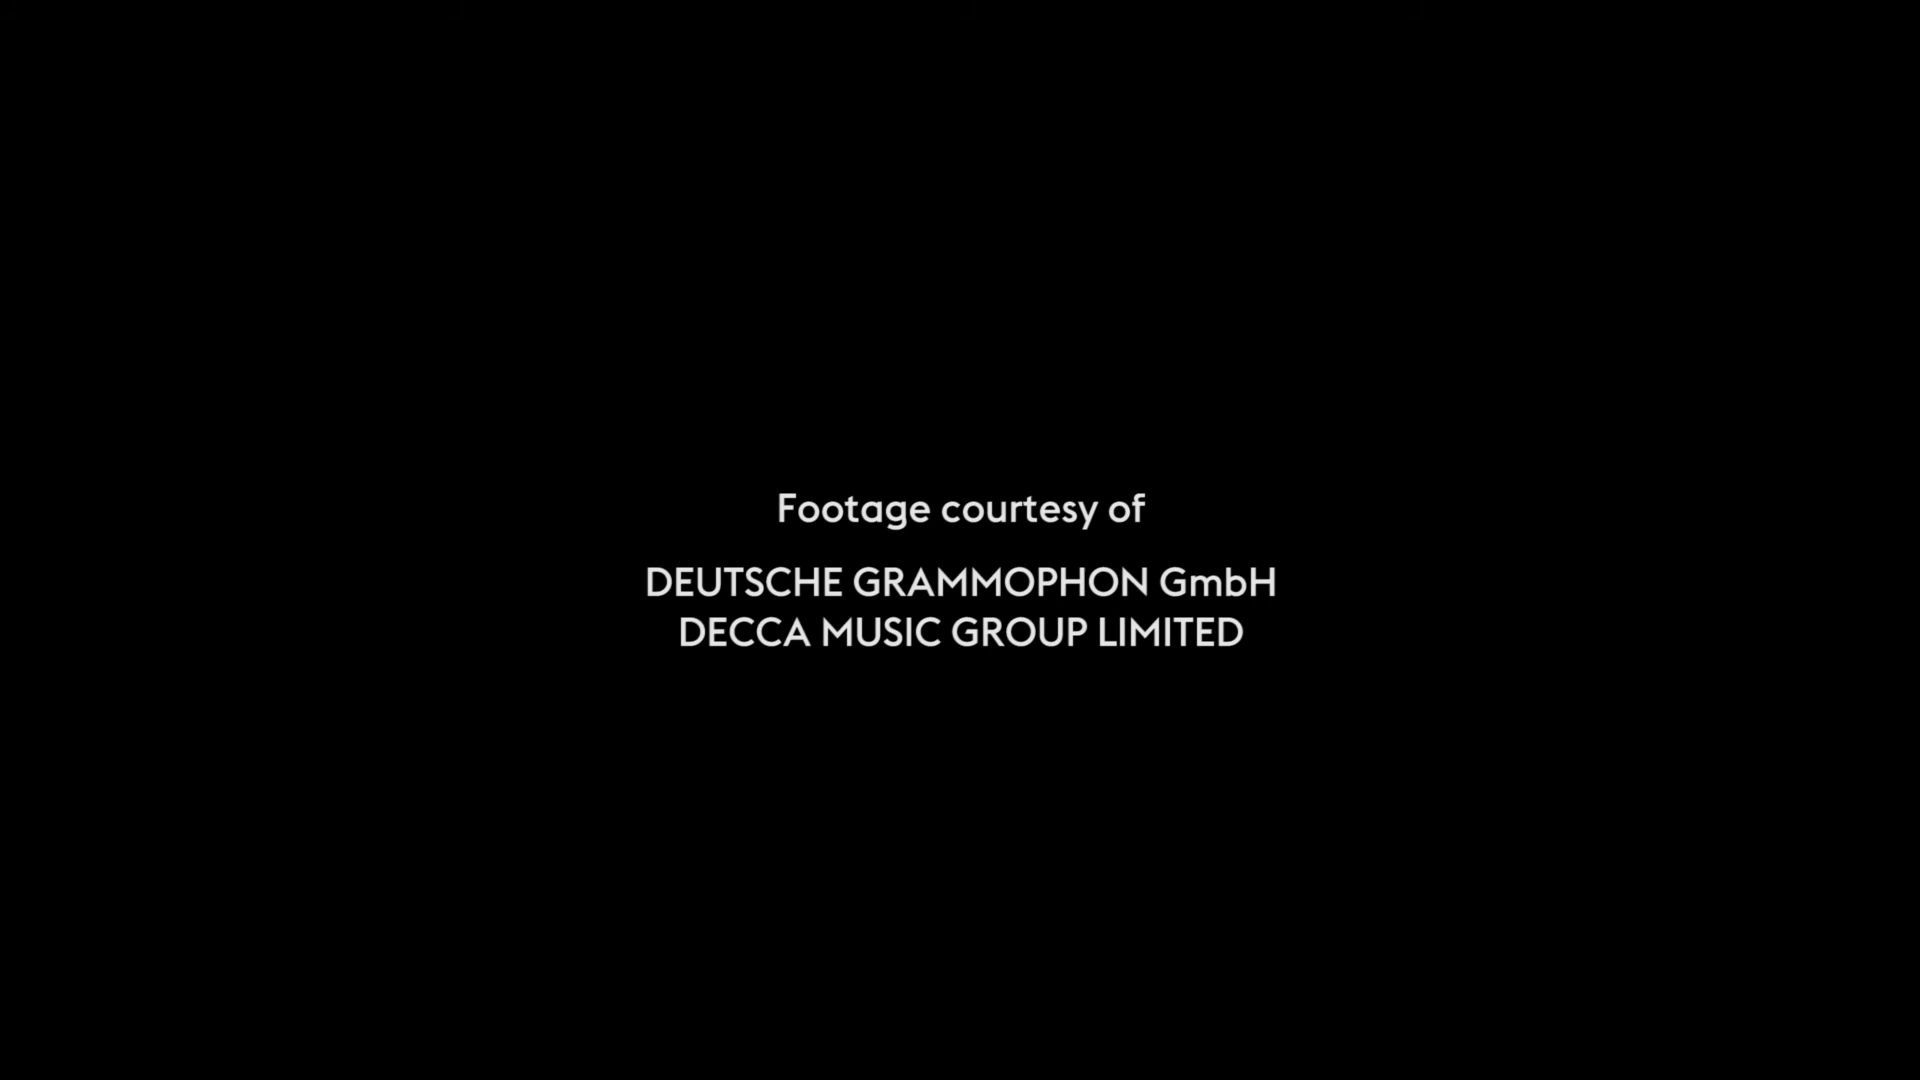 Footage courtesy of
DEUTSCHE GRAMMOPHON GmbH
DECCA MUSIC GROUP LIMITED